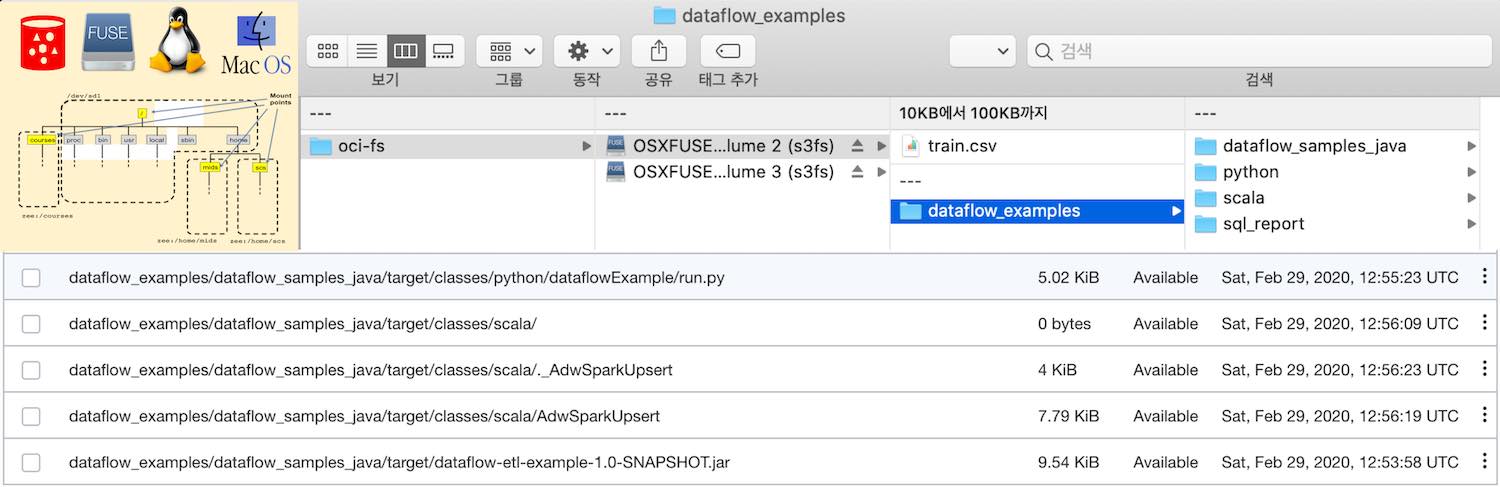 FUSE
Mac OS
/dev/sd1
Mount
points
/
courses proc bin usr local sbin home
mids scs
zee:/courses
zee:/home/mids zee:/home/scs
dataflow_examples
보기 그룹 동작 공유 태그 추가 검색
검색
--- --- 10KB에서 100KB까지 ---
oci-fs
FUSE OSXFUSE...lume 2 (s3fs)
FUSE OSXFUSE...lume 3 (s3fs)
train.csv
---
dataflow_examples
dataflow_samples_java
python
scala
sql_report
dataflow_examples/dataflow_samples_java/target/classes/python/dataflowExample/run.py 5.02 KiB Available Sat, Feb 29, 2020, 12:55:23 UTC
dataflow_examples/dataflow_samples_java/target/classes/scala/ 0 bytes Available Sat, Feb 29, 2020, 12:56:09 UTC
dataflow_examples/dataflow_samples_java/target/classes/scala/._AdwSparkUpsert 4 KiB Available Sat, Feb 29, 2020, 12:56:23 UTC
dataflow_examples/dataflow_samples_java/target/classes/scala/AdwSparkUpsert 7.79 KiB Available Sat, Feb 29, 2020, 12:56:19 UTC
dataflow_examples/dataflow_samples_java/target/dataflow-etl-example-1.0-SNAPSHOT.jar 9.54 KiB Available Sat, Feb 29, 2020, 12:53:58 UTC